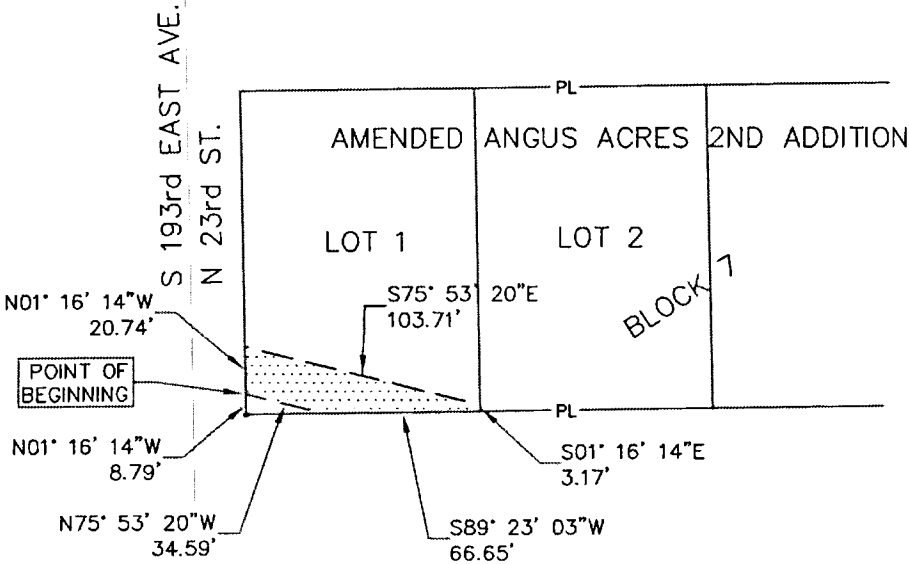 S 193rd EAST AVE.
N 23rd ST.
PL
AMENDED ANGUS ACRES 2ND ADDITION
LOT 1
LOT 2
BLOCK 7
N01° 16' 14"W
20.74'
S75° 53' 20"E
103.71'
POINT OF
BEGINNING
PL
N01° 16' 14"W
8.79'
S01° 16' 14"E
3.17'
N75° 53' 20"W
34.59'
S89° 23' 03"W
66.65'